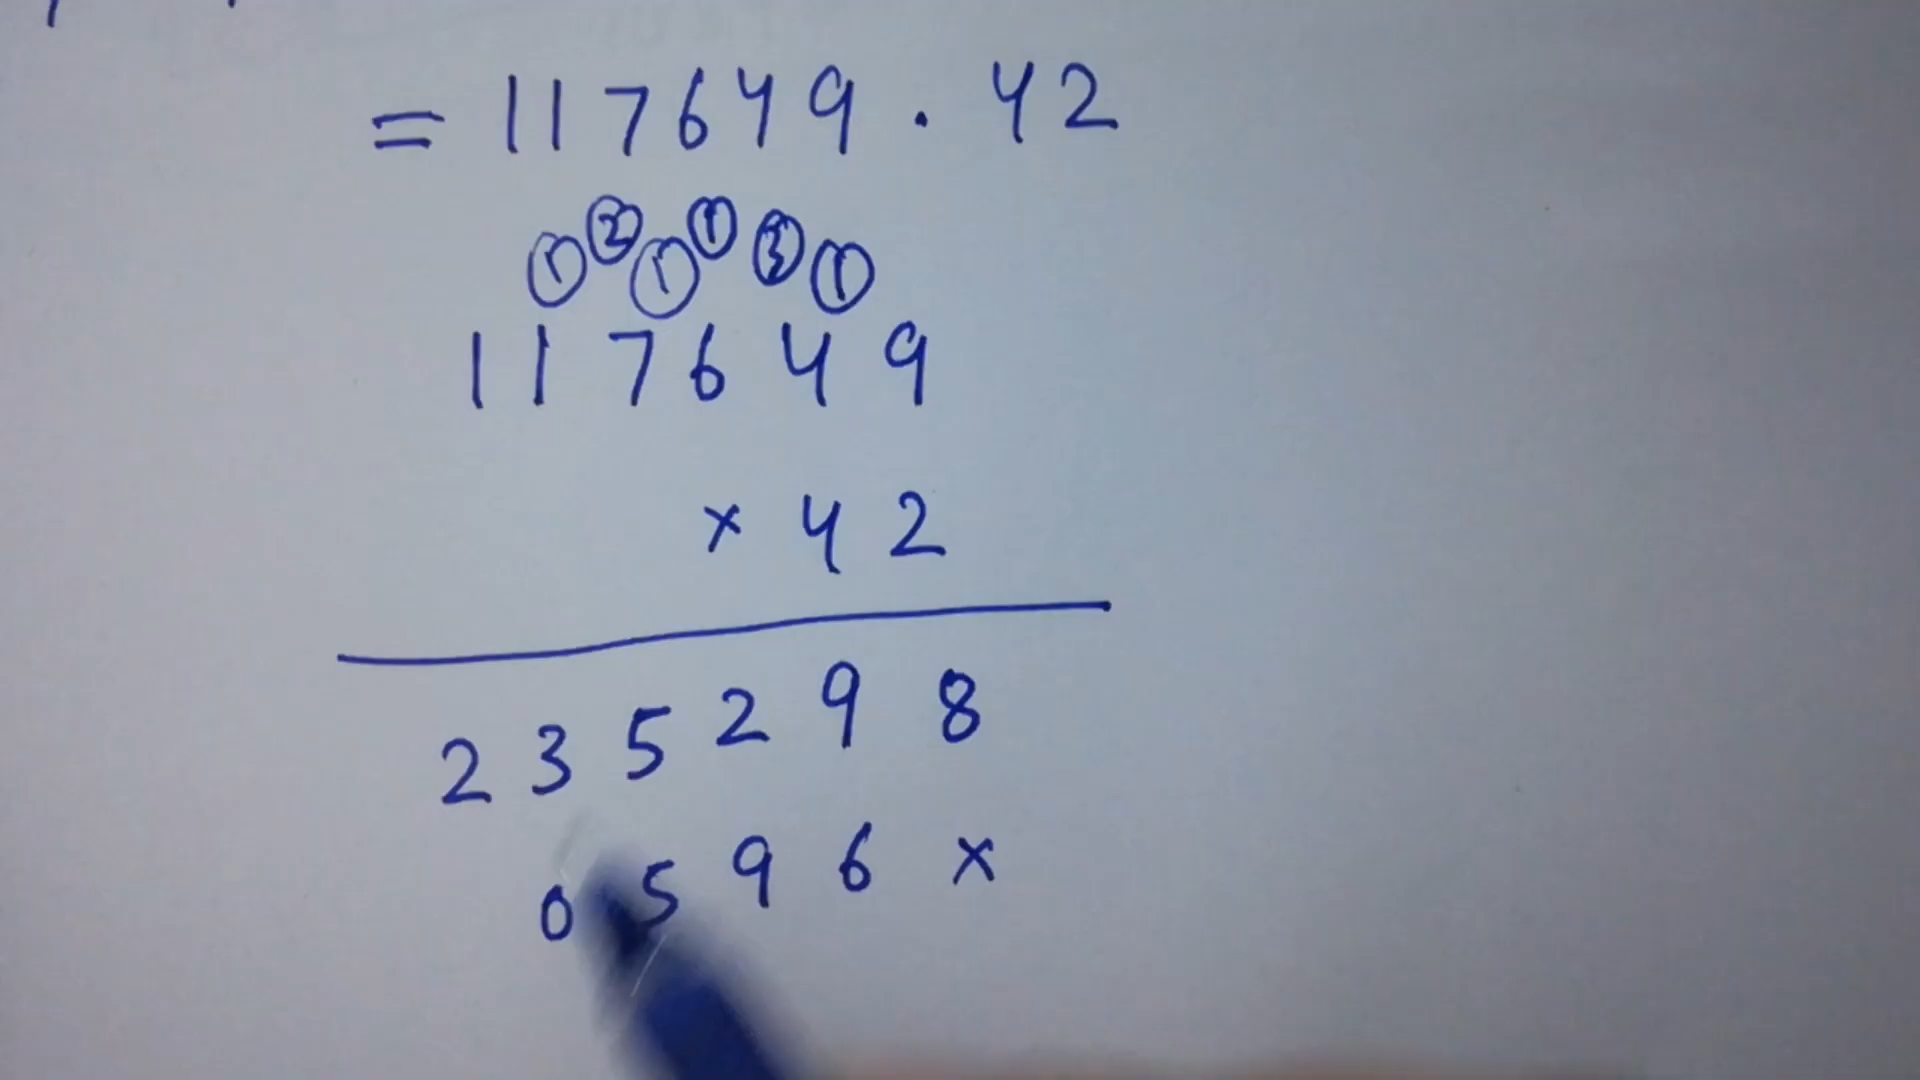 = 117649 . 42
1 2 1 1 3 1
117649
× 42
235298
0596×